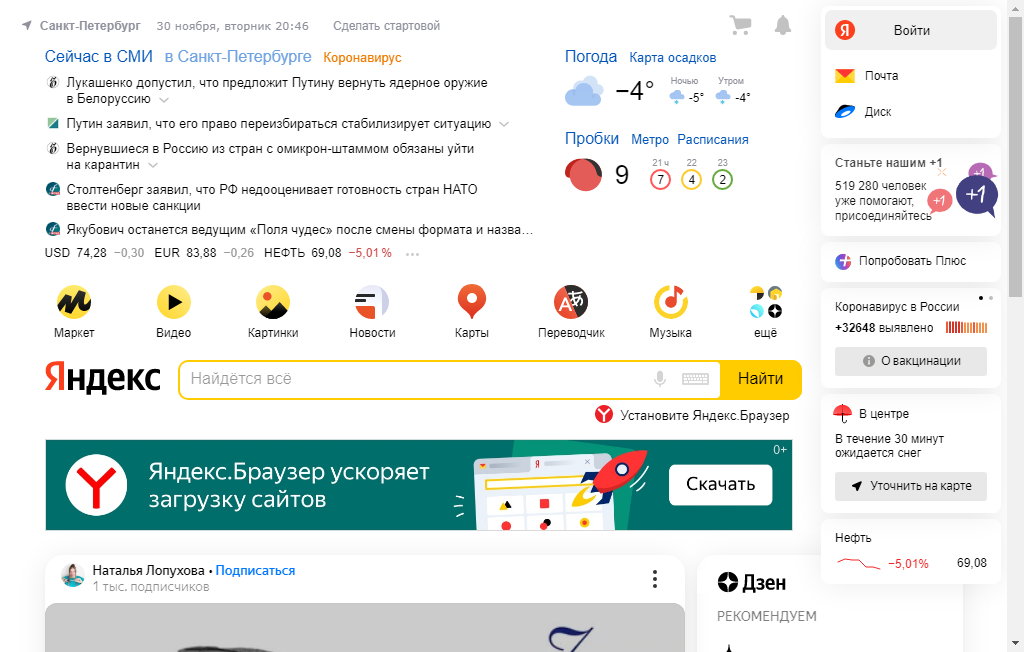 Санкт-Петербург 30 ноября, вторник 20:46 Сделать стартовой
Сейчас в СМИ в Санкт-Петербурге Коронавирус
Лукашенко допустил, что предложит Путину вернуть ядерное оружие
в Белоруссию
Путин заявил, что его право переизбираться стабилизирует ситуацию
Вернувшиеся в Россию из стран с омикрон-штаммом обязаны уйти
на карантин
Столтенберг заявил, что РФ недооценивает готовность стран НАТО
ввести новые санкции
Якубович останется ведущим «Поля чудес» после смены формата и назва...
USD 74,28 −0,30 EUR 83,88 −0,26 НЕФТЬ 69,08 −5,01 % •••
Погода Карта осадков
−4° Ночью -5° Утром -4°
Пробки Метро Расписания
9
21 ч 22 23
7 4 2
Маркет Видео Картинки Новости Карты Переводчик Музыка ещё
Яндекс Найдётся всё Найти
Установите Яндекс.Браузер
Яндекс.Браузер ускоряет
загрузку сайтов
Я
Скачать
0+
Наталья Лопухова • Подписаться
1 тыс. подписчиков
Дзен
РЕКОМЕНДУЕМ
Я Войти
Почта
Диск
Станьте нашим +1
519 280 человек
уже помогают,
присоединяйтесь
+1
+1
+1
Попробовать Плюс
Коронавирус в России
+32648 выявлено
О вакцинации
В центре
В течение 30 минут
ожидается снег
Уточнить на карте
Нефть
−5,01% 69,08